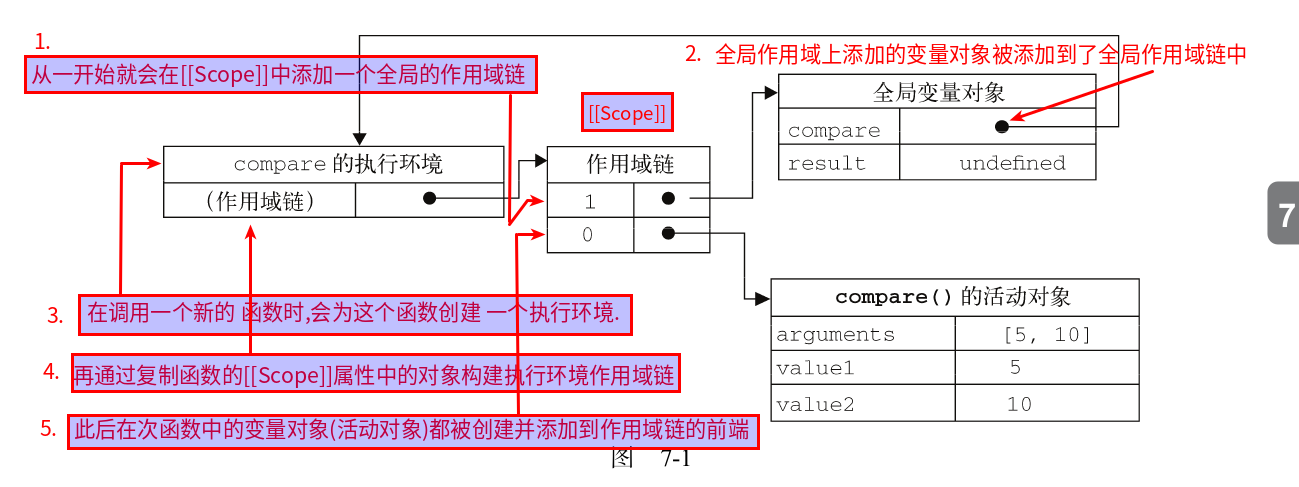 1.
从一开始就会在[[Scope]]中添加一个全局的作用域链
2. 全局作用域上添加的变量对象被添加到了全局作用域链中
[[Scope]]
全局变量对象
compare
result undefined
compare 的执行环境
（作用域链）
作用域链
1
0
7
3. 在调用一个新的 函数时,会为这个函数创建 一个执行环境.
compare() 的活动对象
arguments [5, 10]
value1 5
value2 10
4. 再通过复制函数的[[Scope]]属性中的对象构建执行环境作用域链
5. 此后在次函数中的变量对象(活动对象)都被创建并添加到作用域链的前端
图 7-1